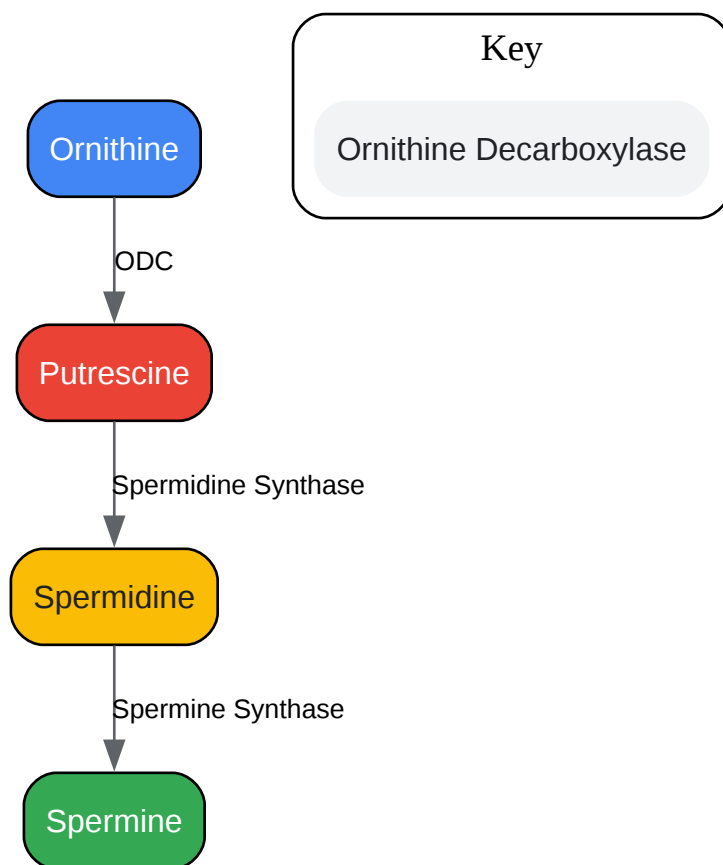 Key
Ornithine
Ornithine Decarboxylase
ODC
Putrescine
Spermidine Synthase
Spermidine
Spermine Synthase
Spermine